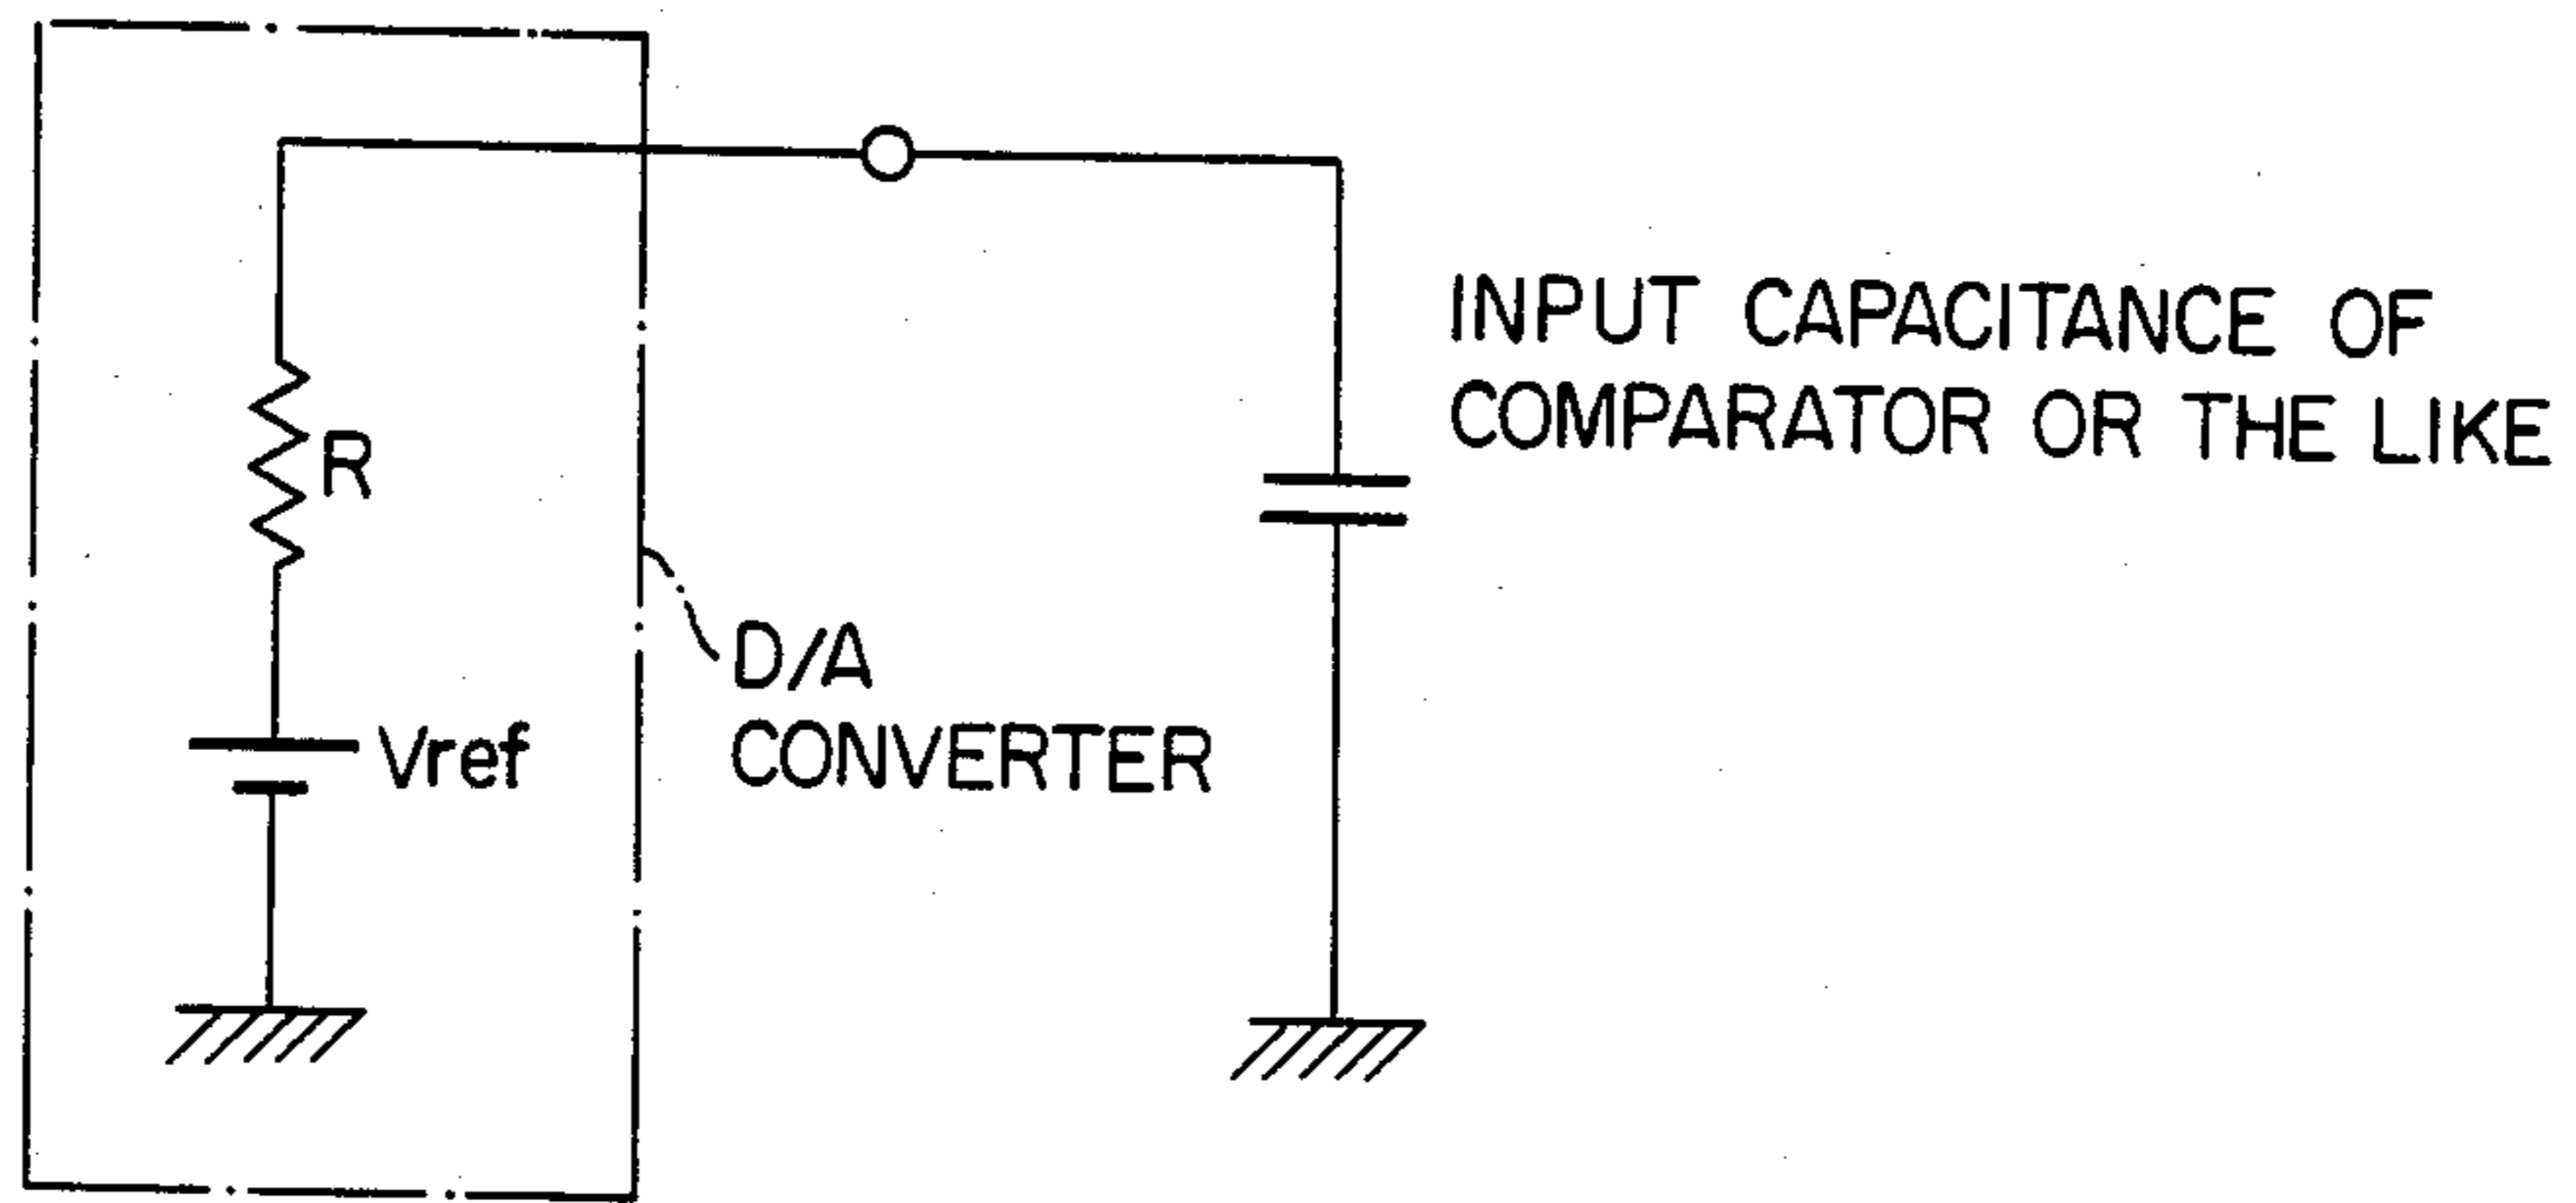 INPUT CAPACITANCE OF
COMPARATOR OR THE LIKE
R
D/A
CONVERTER
Vref